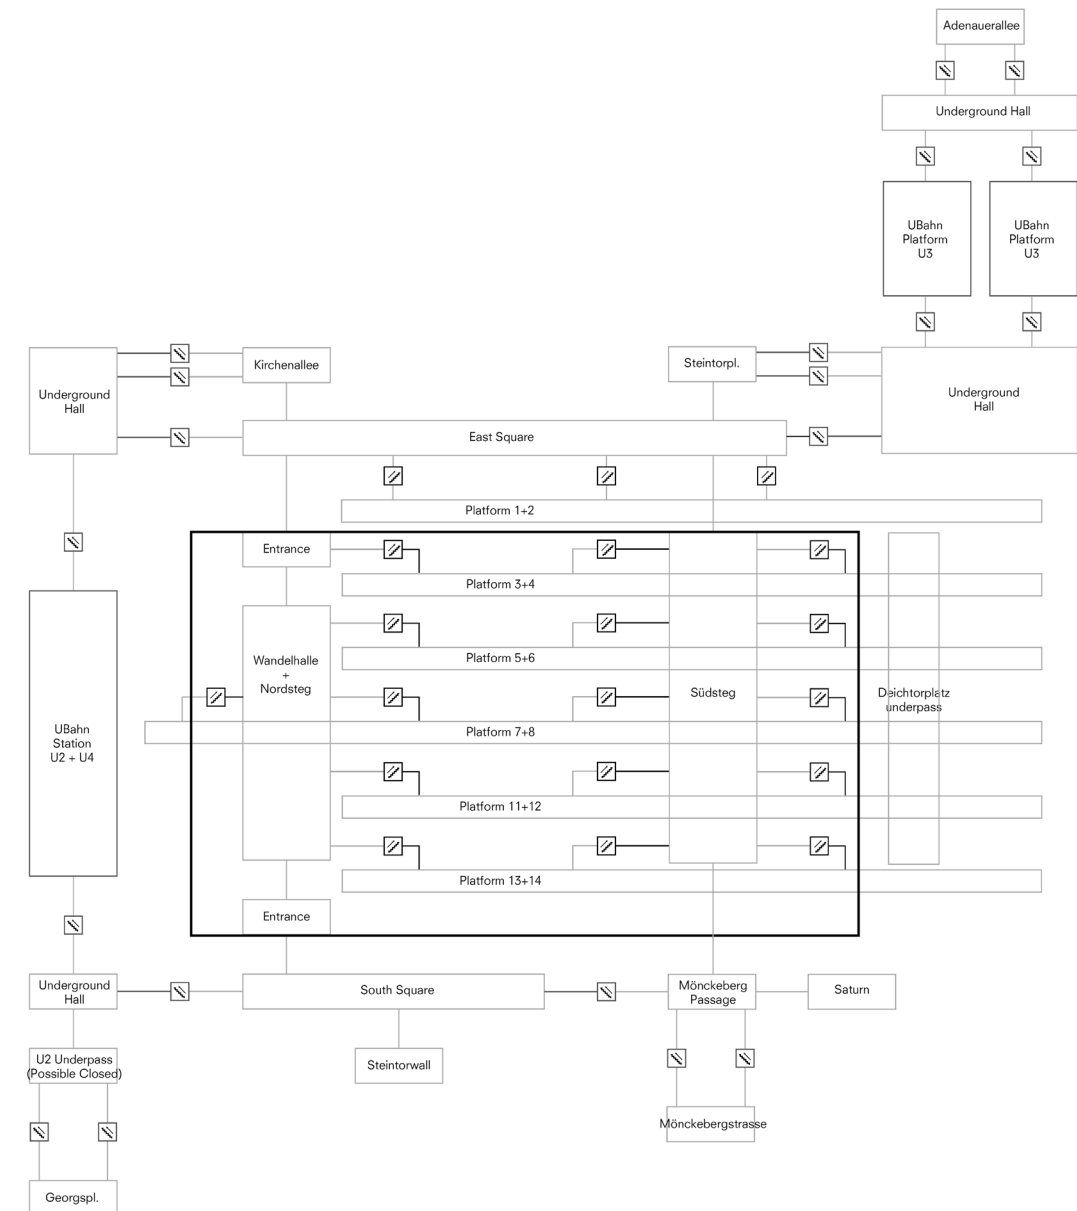 Adenauerallee
Underground Hall
UBahn
Platform
U3
UBahn
Platform
U3
Kirchenallee
Steintorpl.
Underground
Hall
Underground
Hall
East Square
Platform 1+2
Entrance
Platform 3+4
Platform 5+6
Wandelhalle
+
Nordsteg
Südsteg
Deichtorplatz
underpass
UBahn
Station
U2 + U4
Platform 7+8
Platform 11+12
Platform 13+14
Entrance
Underground
Hall
South Square
Mönckeberg
Passage
Saturn
U2 Underpass
(Possible Closed)
Steintorwall
Mönckebergstrasse
Georgspl.